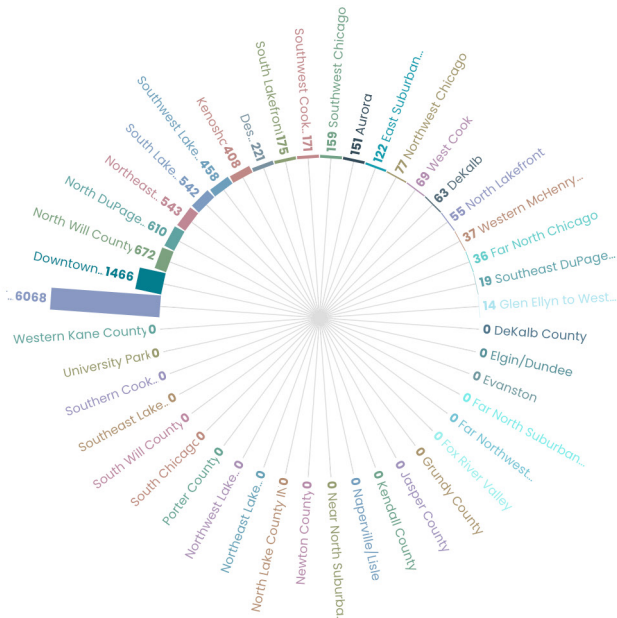 .. 6068
Downtown.. 1466
North Will County 672
North DuPage.. 610
Northeast.. 543
South Lake.. 542
Southwest Lake.. 458
Kenosha 408
Des.. 221
South Lakefront 175
Southwest Cook.. 171
159 Southwest Chicago
151 Aurora
122 East Suburban...
77 Northwest Chicago
69 West Cook
63 DeKalb
55 North Lakefront
37 Western McHenry...
36 Far North Chicago
19 Southeast DuPage...
14 Glen Ellyn to West...
0 DeKalb County
0 Elgin/Dundee
0 Evanston
0 Far North Suburban...
0 Far Northwest...
0 Fox River Valley
0 Grundy County
0 Jasper County
0 Kendall County
0 Naperville/Lisle
0 Near North Suburba..
Newton County 0
North Lake County IN 0
Northeast Lake.. 0
Northwest Lake.. 0
Porter County 0
South Chicago 0
South Will County 0
Southeast Lake.. 0
Southern Cook.. 0
University Park 0
Western Kane County 0